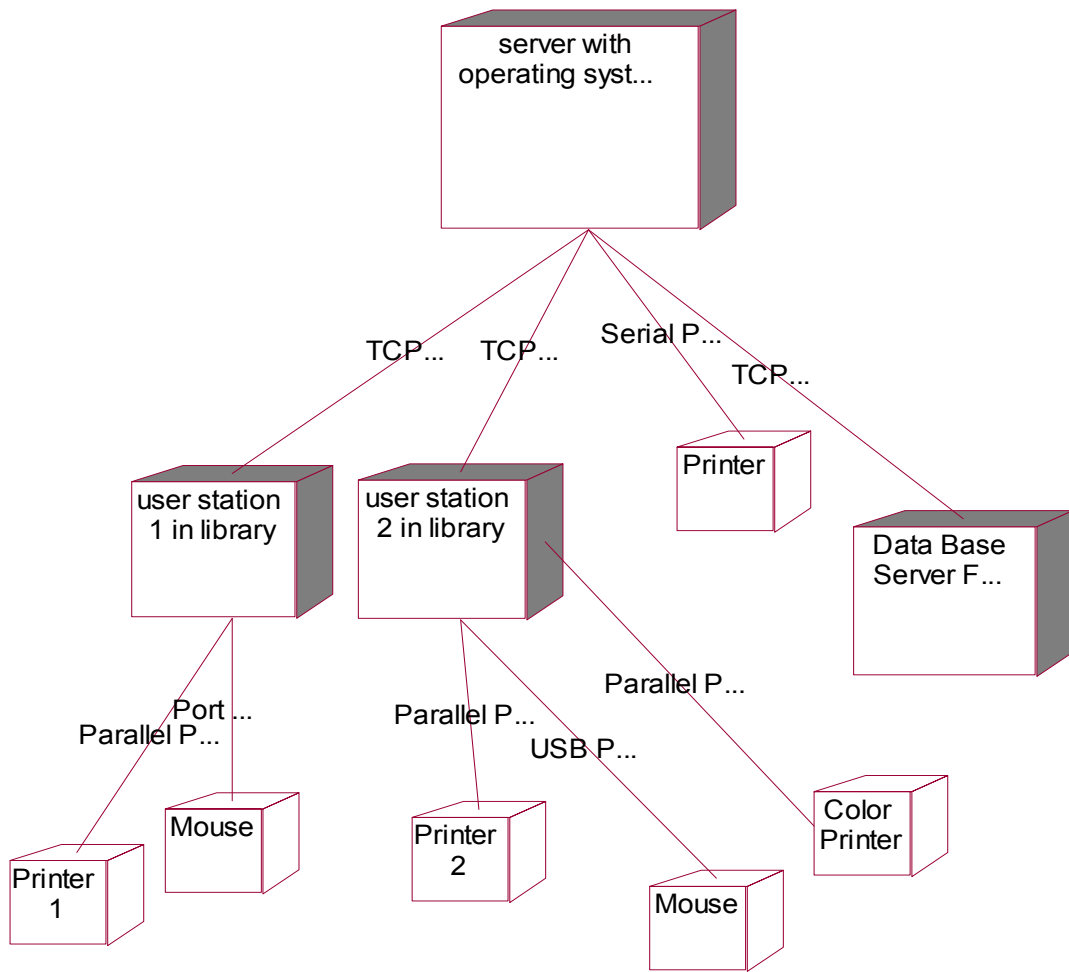 server with
operating syst...
TCP...
TCP...
Serial P...
TCP...
Printer
user station
1 in library
user station
2 in library
Data Base
Server F...
Port ...
Parallel P...
Parallel P...
USB P...
Parallel P...
Mouse
Printer
1
Printer
2
Mouse
Color
Printer